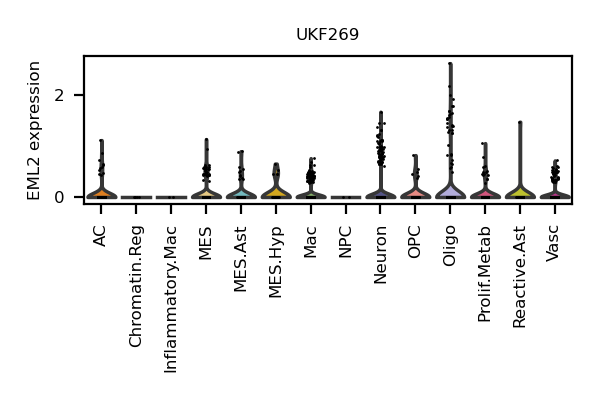 UKF269
EML2 expression
2
0
AC
Chromatin.Reg
Inflammatory.Mac
MES
MES.Ast
MES.Hyp
Mac
NPC
Neuron
OPC
Oligo
Prolif.Metab
Reactive.Ast
Vasc